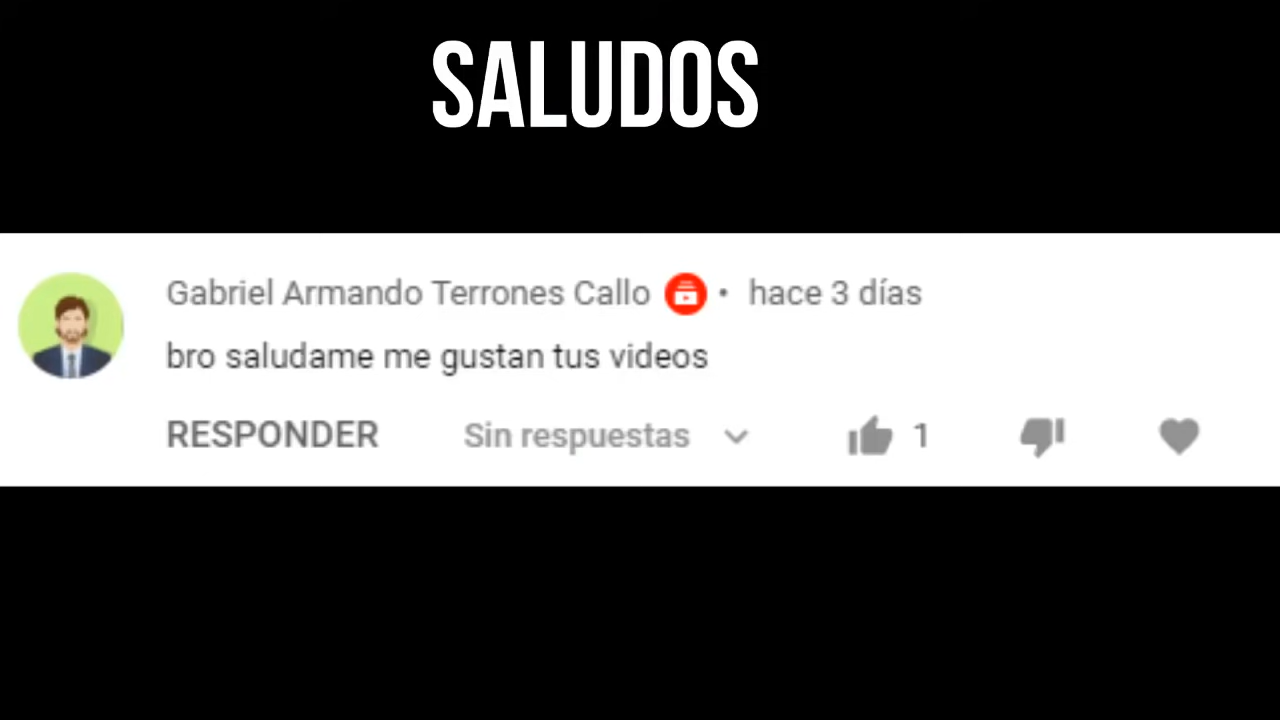 SALUDOS
Gabriel Armando Terrones Callo • hace 3 días
bro saludame me gustan tus videos
RESPONDER Sin respuestas 1